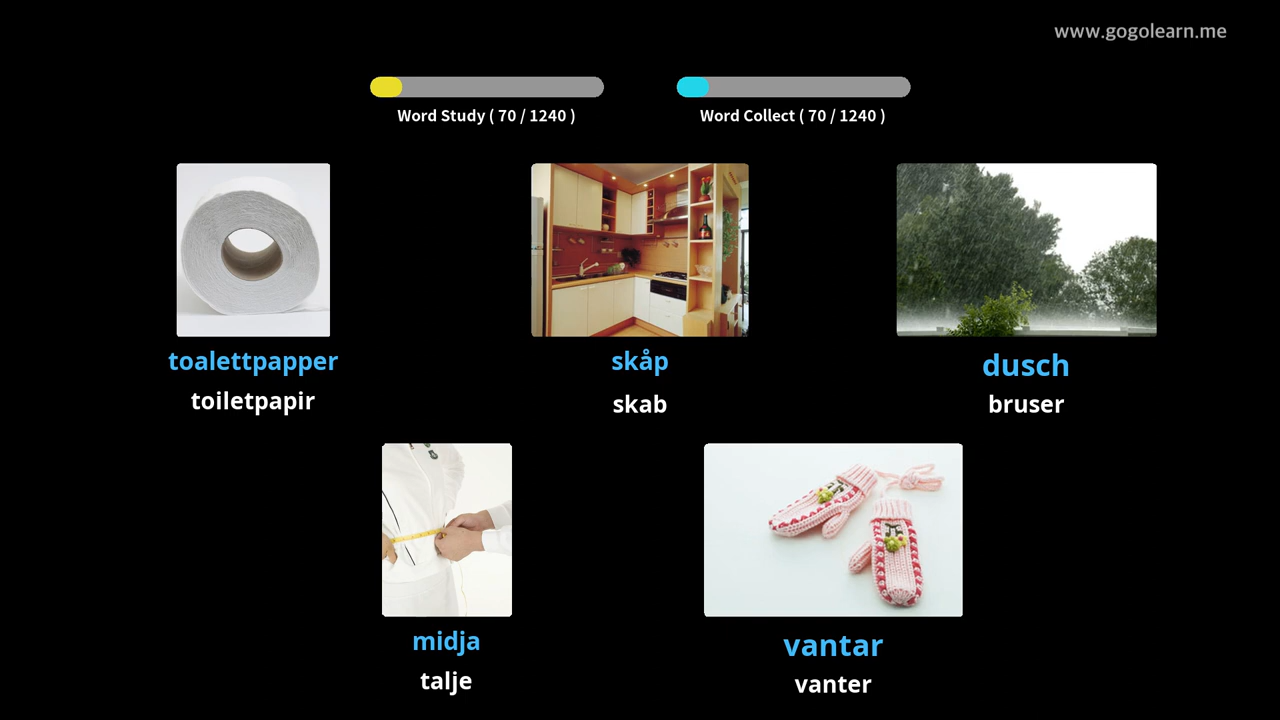 www.gogolearn.me
Word Study ( 70 / 1240 )
Word Collect ( 70 / 1240 )
toalettpapper
toiletpapir
skåp
skab
dusch
bruser
midja
talje
vantar
vanter